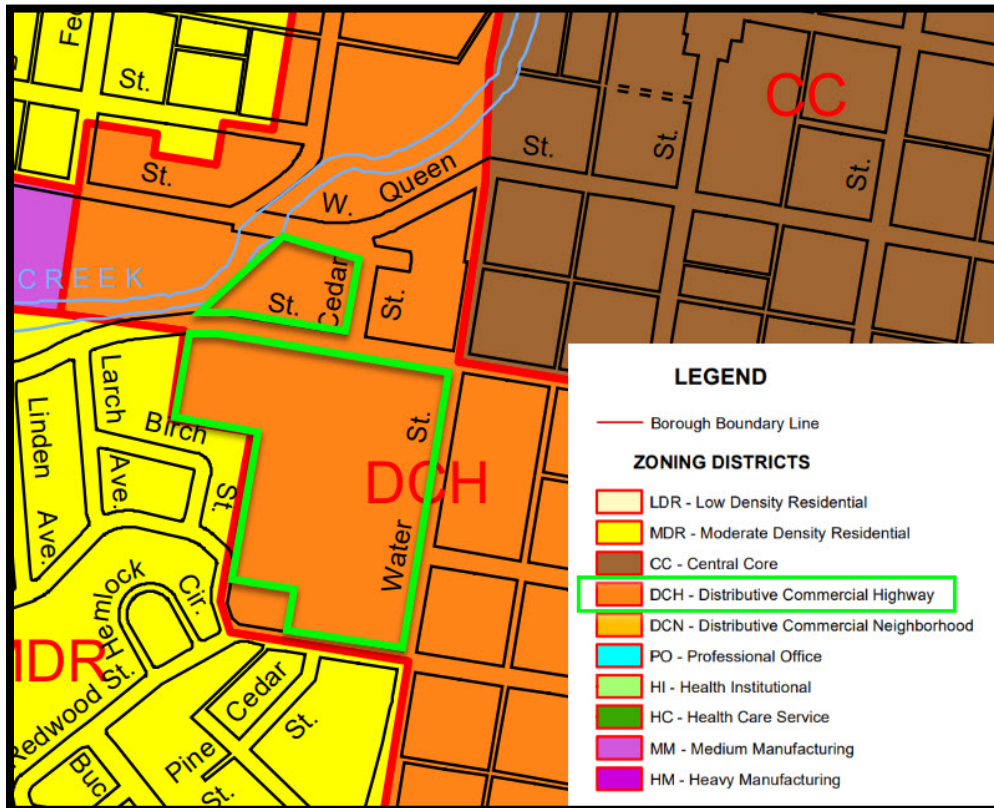 Fe
St.
CC
St.
W. Queen
St.
St.
St.
CREEK
Cedar
St.
St.
Larch
Ave.
Linden
Ave.
Birch
St.
DCH
St.
Water
Hemlock
Cir.
MDR
Redwood St.
Cedar
St.
Pine
St.
Buc
LEGEND
Borough Boundary Line
ZONING DISTRICTS
LDR - Low Density Residential
MDR - Moderate Density Residential
CC - Central Core
DCH - Distributive Commercial Highway
DCN - Distributive Commercial Neighborhood
PO - Professional Office
HI - Health Institutional
HC - Health Care Service
MM - Medium Manufacturing
HM - Heavy Manufacturing